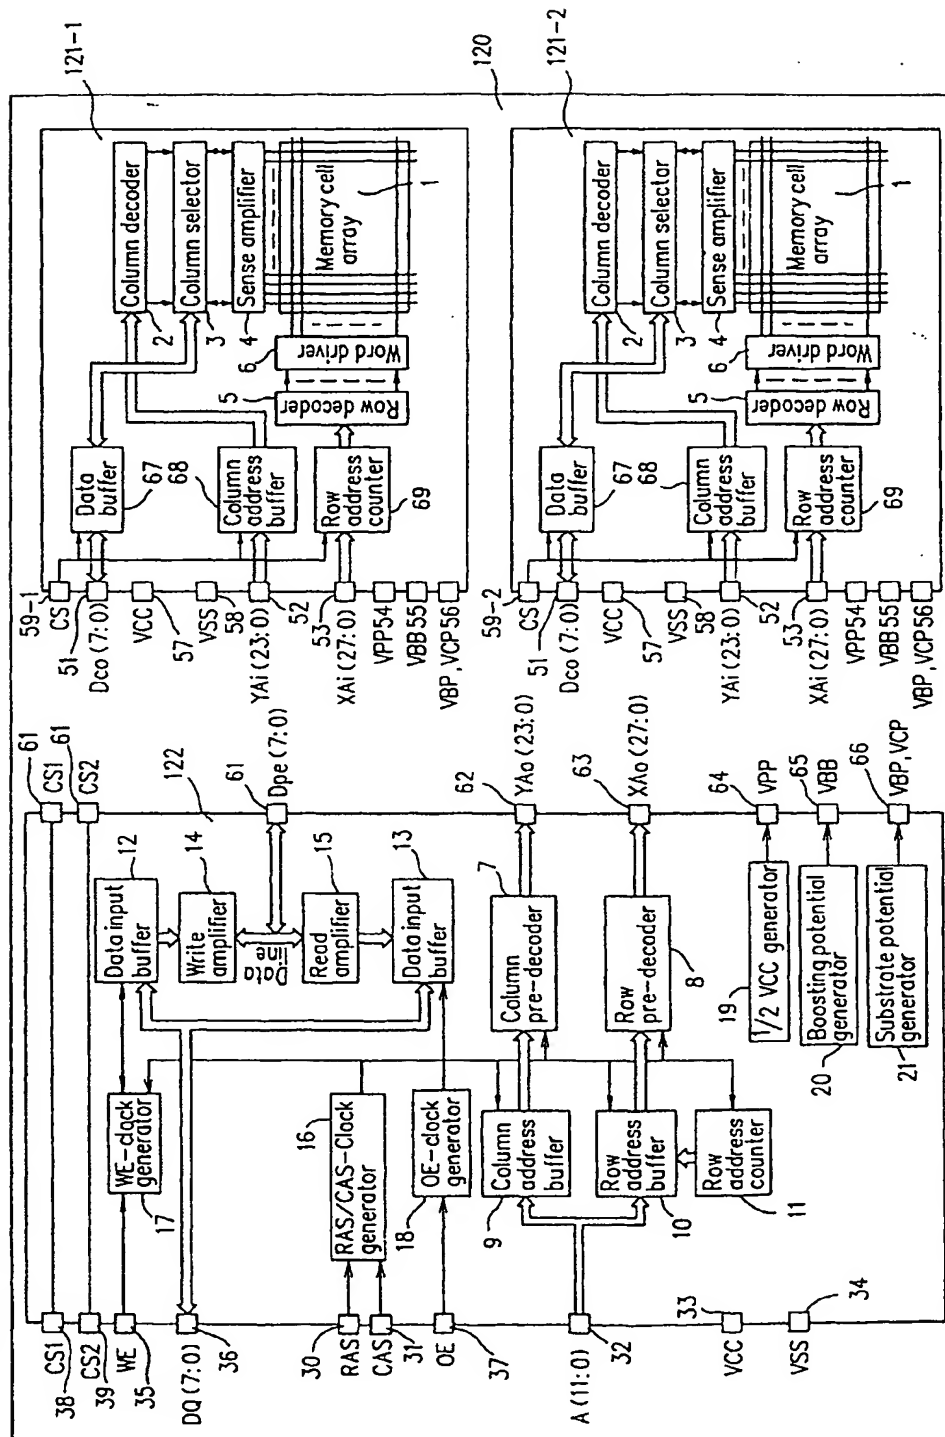 121-1
Column decoder
2
Column selector
3
Sense amplifier
4
Memory cell
array
1
6
Word driver
5
Row decoder
Data
buffer
67
68
Column
address
buffer
Row
address
counter
69
59-1
CS
51
Dco (7:0)
VCC
57
VSS
58
YAi (23:0)
52
53
XAi (27:0)
VPP54
VBB55
VBP, VCP56
120
121-2
Column decoder
2
Column selector
3
Sense amplifier
4
Memory cell
array
1
6
Word driver
5
Row decoder
Data
buffer
67
68
Column
address
buffer
Row
address
counter
69
59-2
CS
51
Dco (7:0)
VCC
57
VSS
58
YAi (23:0)
52
53
XAi (27:0)
VPP54
VBB55
VBP, VCP56
61
CS1
61
CS2
122
12
Data input
buffer
14
Write
amplifier
61
Dpe (7:0)
Data
line
15
Read
amplifier
13
Data input
buffer
62
YAo (23:0)
7
Column
pre-decoder
63
XAo (27:0)
Row
pre-decoder
8
64
VPP
19
1/2 VCC generator
65
VBB
Boosting potential
generator
20
66
VBP, VCP
Substrate potential
generator
21
WE-clock
generator
17
16
RAS/CAS-Clock
generator
OE-clock
generator
18
Column
address
buffer
9
Row
address
buffer
10
Row
address
counter
11
CS1
38
CS2
39
WE
35
DQ (7:0)
36
30
RAS
CAS
31
OE
37
A (11:0)
32
33
VCC
34
VSS